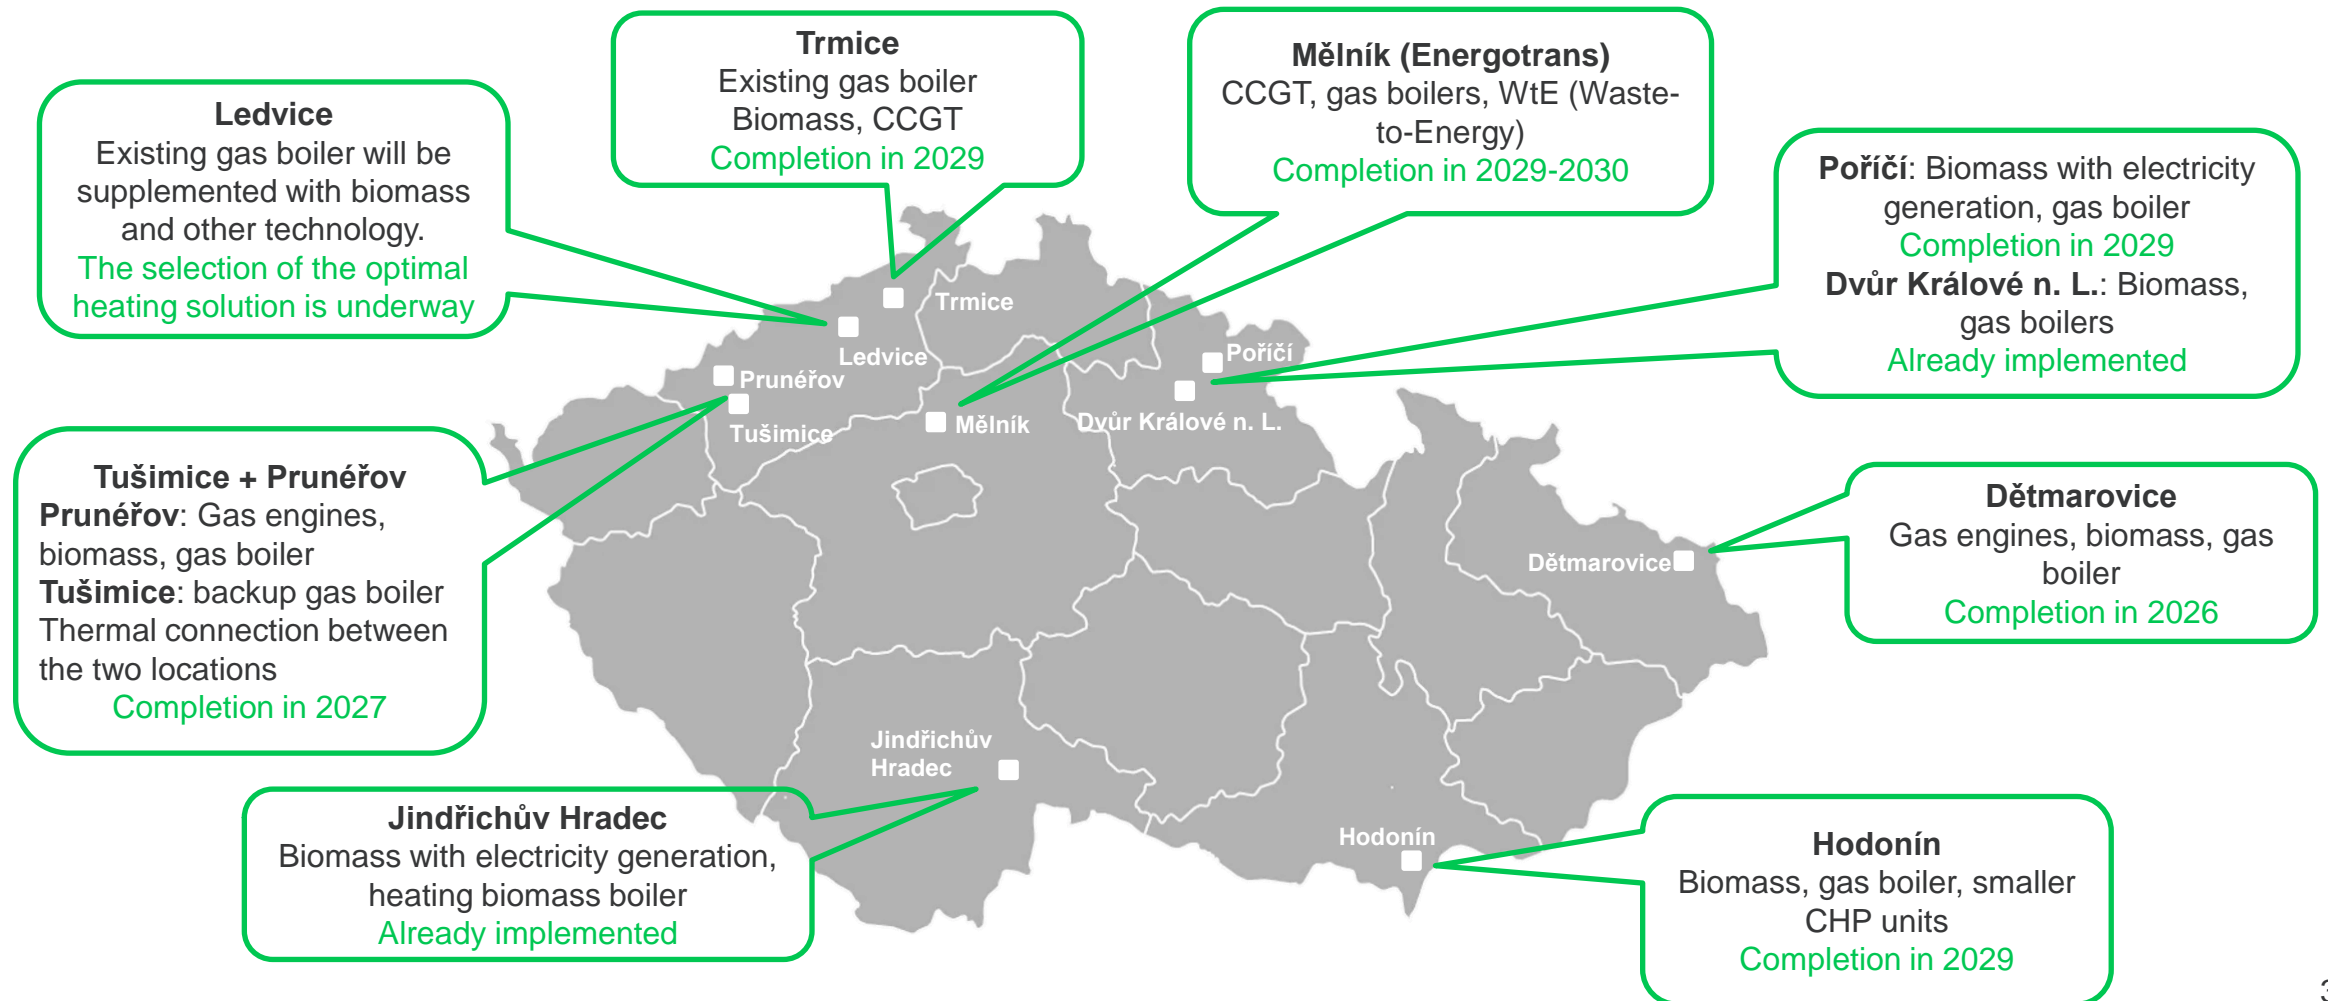 Trmice
Existing gas boiler
Biomass, CCGT
Completion in 2029
Mělník (Energotrans)
CCGT, gas boilers, WtE (Waste-
to-Energy)
Completion in 2029-2030
Ledvice
Existing gas boiler will be
supplemented with biomass
and other technology.
The selection of the optimal
heating solution is underway
Poříčí: Biomass with electricity
generation, gas boiler
Completion in 2029
Dvůr Králové n. L.: Biomass,
gas boilers
Already implemented
Trmice
Ledvice
Poříčí
Prunéřov
Tušimice
Mělník
Dvůr Králové n. L.
Tušimice + Prunéřov
Prunéřov: Gas engines,
biomass, gas boiler
Tušimice: backup gas boiler
Thermal connection between
the two locations
Completion in 2027
Dětmarovice
Dětmarovice
Gas engines, biomass, gas
boiler
Completion in 2026
Jindřichův
Hradec
Jindřichův Hradec
Biomass with electricity generation,
heating biomass boiler
Already implemented
Hodonín
Hodonín
Biomass, gas boiler, smaller
CHP units
Completion in 2029